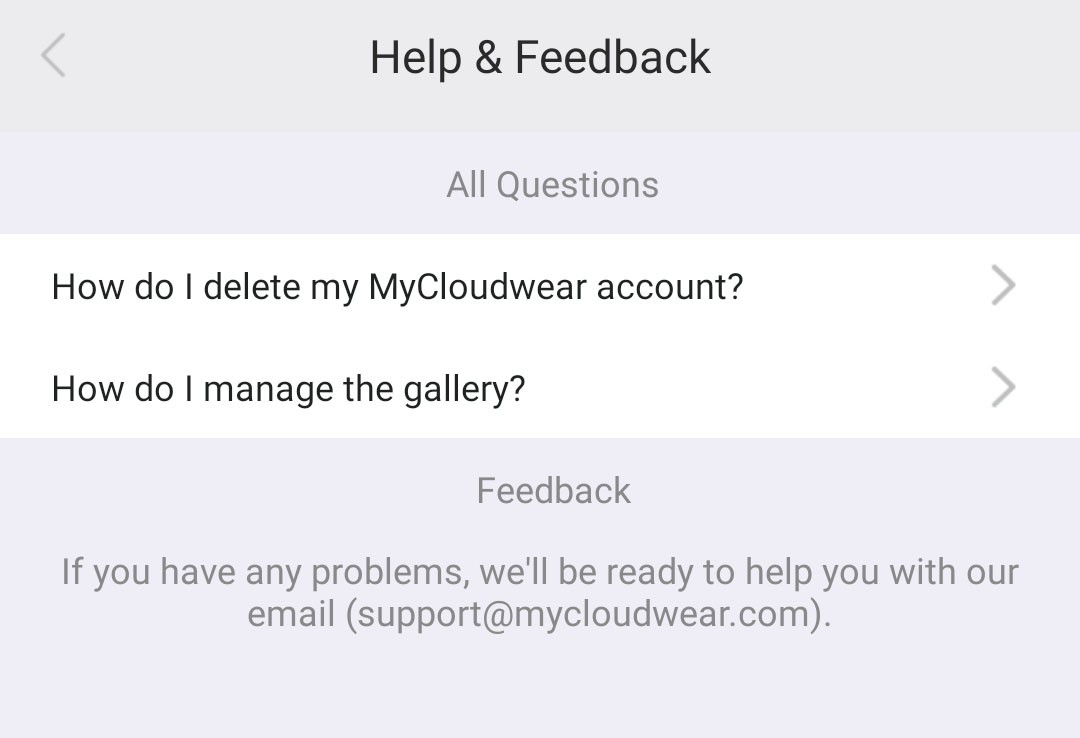 Help & Feedback
All Questions
How do I delete my MyCloudwear account?
How do I manage the gallery?
Feedback
If you have any problems, we'll be ready to help you with our
email (support@mycloudwear.com).